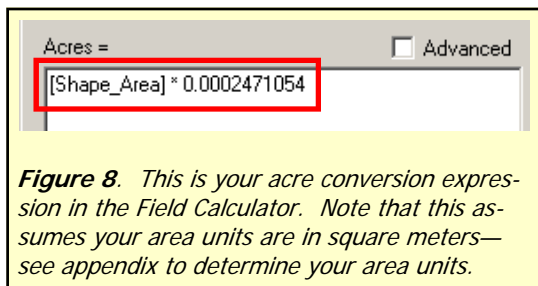 Acres =
Advanced
[Shape_Area] * 0.0002471054
Figure 8. This is your acre conversion expres-
sion in the Field Calculator. Note that this as-
sumes your area units are in square meters—
see appendix to determine your area units.